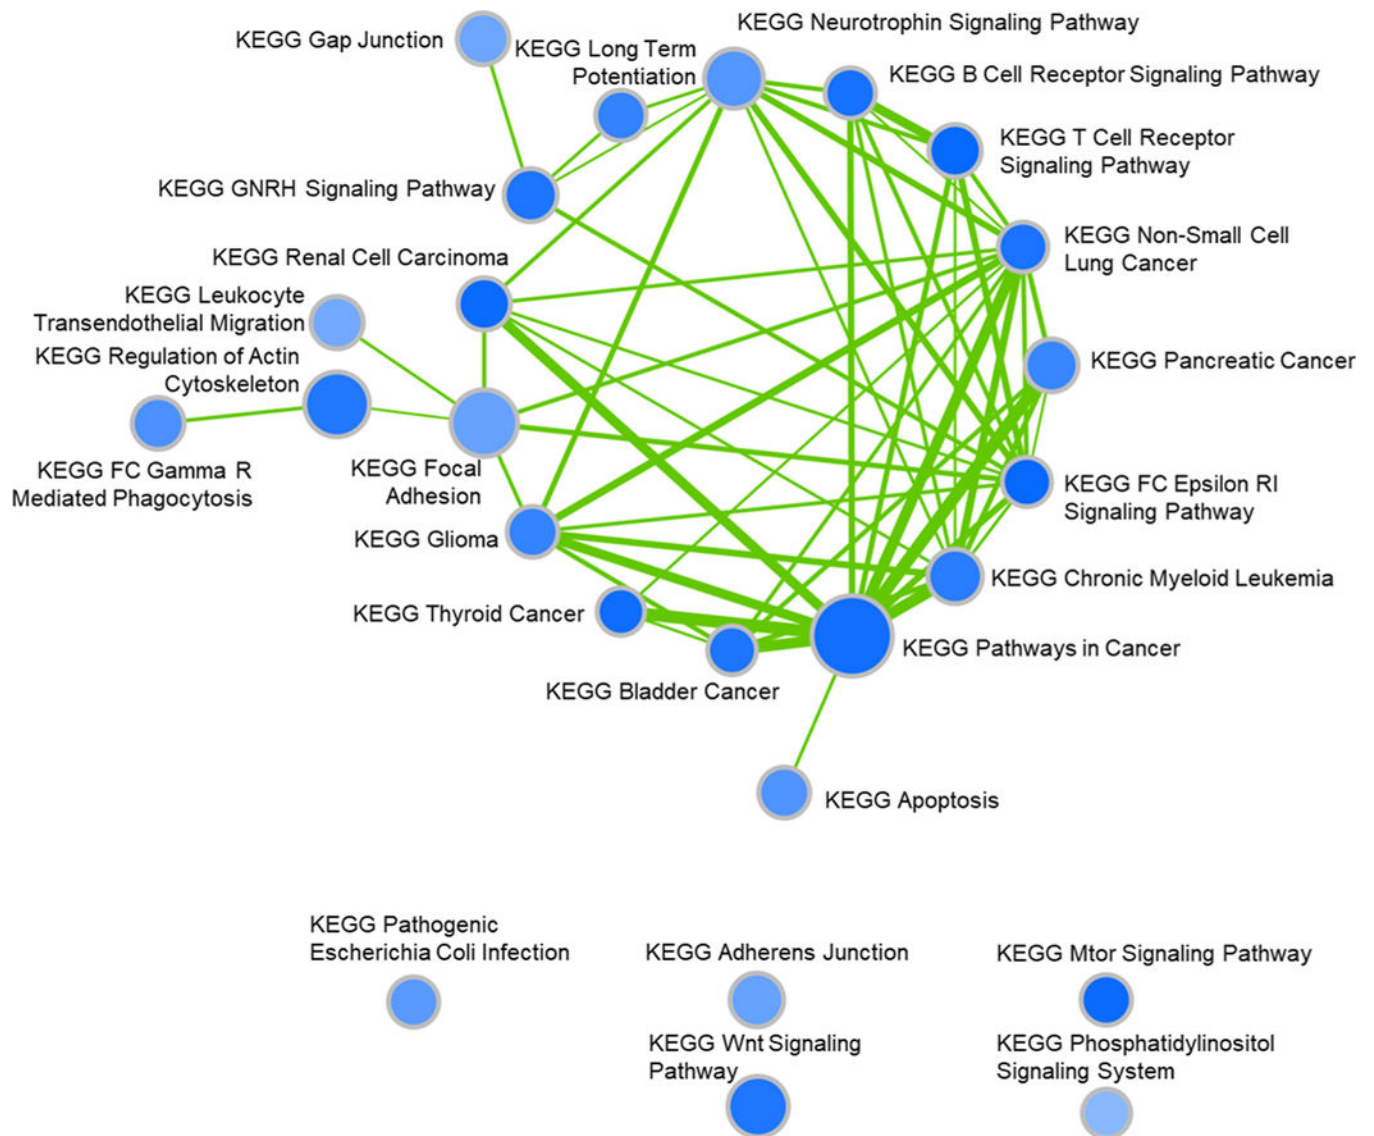 KEGG Neurotrophin Signaling Pathway
KEGG Gap Junction
KEGG Long Term
Potentiation
KEGG B Cell Receptor Signaling Pathway
KEGG T Cell Receptor
Signaling Pathway
KEGG GNRH Signaling Pathway
KEGG Non-Small Cell
Lung Cancer
KEGG Renal Cell Carcinoma
KEGG Leukocyte
Transendothelial Migration
KEGG Regulation of Actin
Cytoskeleton
KEGG Pancreatic Cancer
KEGG FC Gamma R
Mediated Phagocytosis
KEGG Focal
Adhesion
KEGG FC Epsilon RI
Signaling Pathway
KEGG Glioma
KEGG Chronic Myeloid Leukemia
KEGG Thyroid Cancer
KEGG Pathways in Cancer
KEGG Bladder Cancer
KEGG Apoptosis
KEGG Pathogenic
Escherichia Coli Infection
KEGG Adherens Junction
KEGG Mtor Signaling Pathway
KEGG Wnt Signaling
Pathway
KEGG Phosphatidylinositol
Signaling System